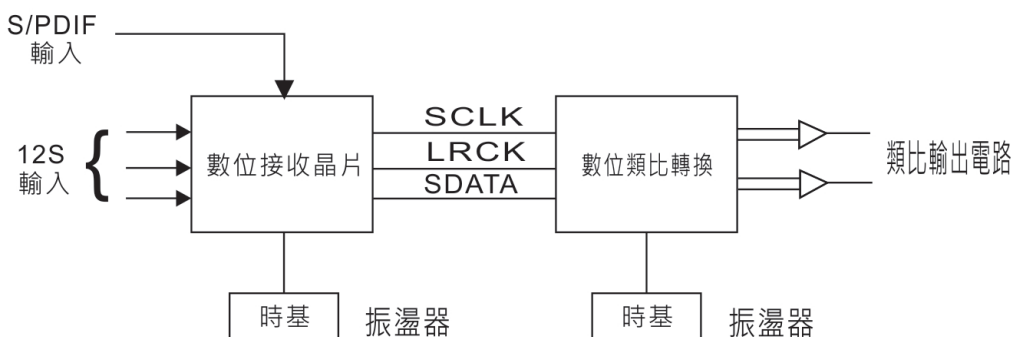 S/PDIF
輸入
12S
輸入
數位接收晶片
SCLK
LRCK
SDATA
數位類比轉換
類比輸出電路
時基
振盪器
時基
振盪器